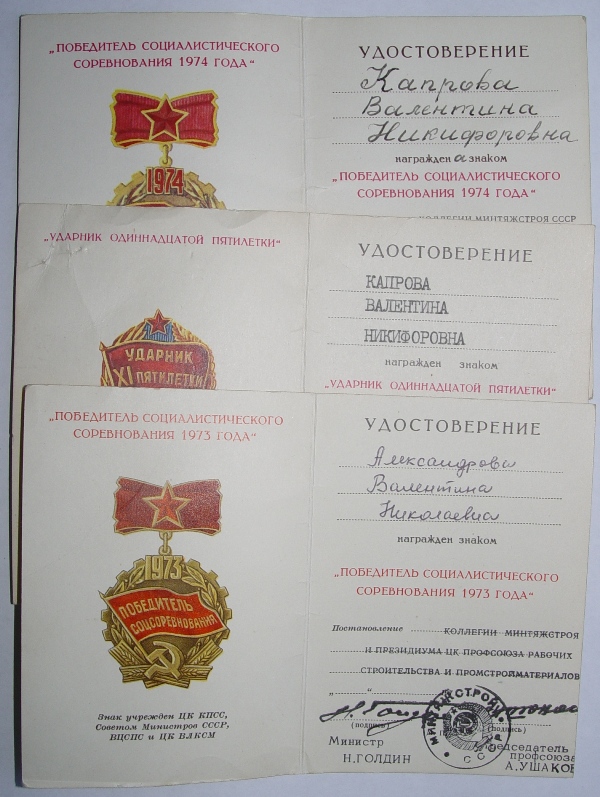 „ПОБЕДИТЕЛЬ СОЦИАЛИСТИЧЕСКОГО
СОРЕВНОВАНИЯ 1974 ГОДА“
1974
УДОСТОВЕРЕНИЕ
Капрова
Валентина
Никифоровна
награжден а знаком
„ПОБЕДИТЕЛЬ СОЦИАЛИСТИЧЕСКОГО
СОРЕВНОВАНИЯ 1974 ГОДА“
КОЛЛЕГИИ МИНТЯЖСТРОЯ СССР
„УДАРНИК ОДИННАДЦАТОЙ ПЯТИЛЕТКИ“
УДАРНИК
XI ПЯТИЛЕТКИ
УДОСТОВЕРЕНИЕ
КАПРОВА
ВАЛЕНТИНА
НИКИФОРОВНА
награжден знаком
„УДАРНИК ОДИННАДЦАТОЙ ПЯТИЛЕТКИ“
„ПОБЕДИТЕЛЬ СОЦИАЛИСТИЧЕСКОГО
СОРЕВНОВАНИЯ 1973 ГОДА“
1973
ПОБЕДИТЕЛЬ
СОЦСОРЕВНОВАНИЯ
Знак учрежден ЦК КПСС,
Советом Министров СССР,
ВЦСПС и ЦК ВЛКСМ
УДОСТОВЕРЕНИЕ
Александрова
Валентина
Николаевна
награжден знаком
„ПОБЕДИТЕЛЬ СОЦИАЛИСТИЧЕСКОГО
СОРЕВНОВАНИЯ 1973 ГОДА“
Постановление КОЛЛЕГИИ МИНТЯЖСТРОЯ
И ПРЕЗИДИУМА ЦК ПРОФСОЮЗА РАБОЧИХ
СТРОИТЕЛЬСТВА И ПРОМСТРОЙМАТЕРИАЛОВ
„ “
(подпись) (подпись)
МИНТЯЖСТРОЙ СССР
Министр Председатель
профсоюза
Н.ГОЛДИН А.УШАКОВ